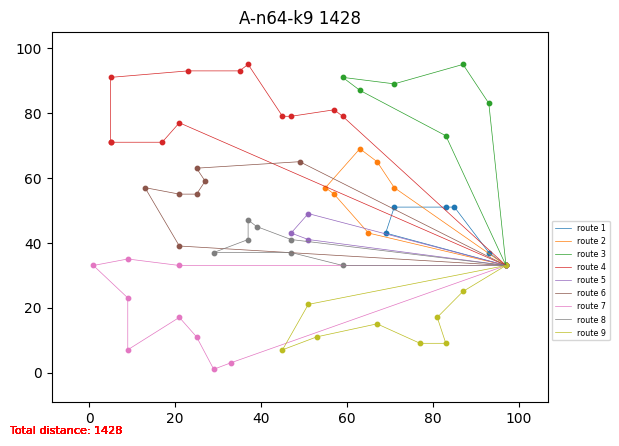 A-n64-k9 1428
100
80
60
40
20
0
0 20 40 60 80 100
route 1
route 2
route 3
route 4
route 5
route 6
route 7
route 8
route 9
Total distance: 1428